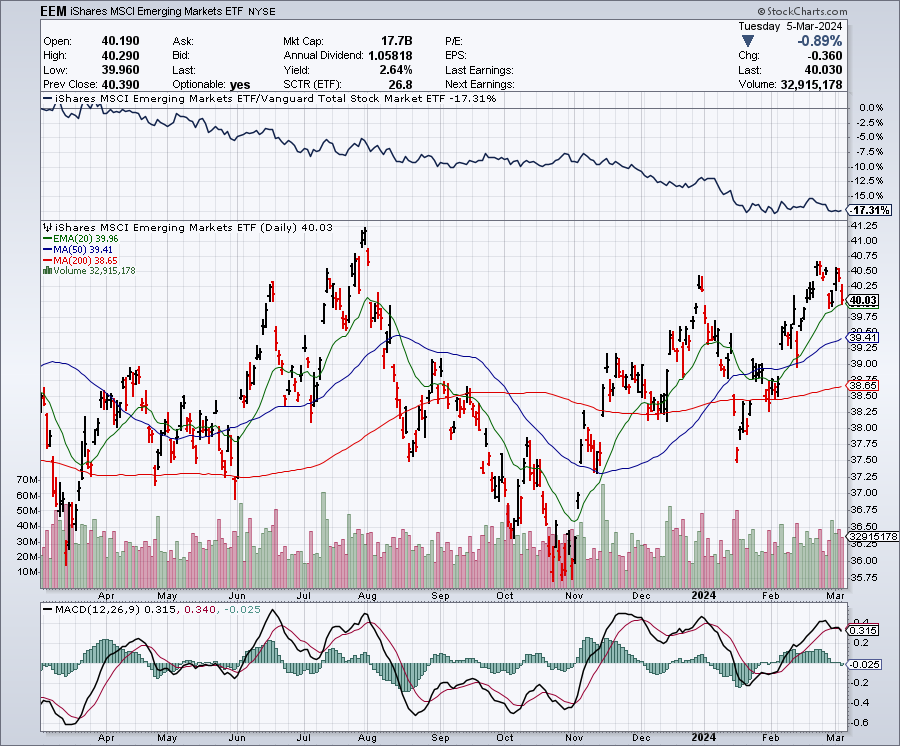 EEM iShares MSCI Emerging Markets ETF NYSE © StockCharts.com
Tuesday 5-Mar-2024
Open: 40.190 Ask: Mkt Cap: 17.7B P/E: ▼ -0.89%
High: 40.290 Bid: Annual Dividend: 1.05818 EPS: Chg: -0.360
Low: 39.960 Last: Yield: 2.64% Last Earnings: Last: 40.030
Prev Close: 40.390 Optionable: yes SCTR (ETF): 26.8 Next Earnings: Volume: 32,915,178
iShares MSCI Emerging Markets ETF/Vanguard Total Stock Market ETF -17.31%
0.0%
-2.5%
-5.0%
-7.5%
-10.0%
-12.5%
-15.0%
-17.31%
iShares MSCI Emerging Markets ETF (Daily) 40.03
EMA(20) 39.96
MA(50) 39.41
MA(200) 38.65
Volume 32,915,178
41.25
41.00
40.75
40.50
40.25
40.03
39.75
39.50
39.41
39.25
39.00
38.75
38.65
38.50
38.25
38.00
37.75
37.50
37.25
37.00
36.75
36.50
32915178
36.25
36.00
35.75
70M
60M
50M
40M
30M
20M
10M
Apr May Jun Jul Aug Sep Oct Nov Dec 2024 Feb Mar
MACD(12,26,9) 0.315, 0.340, -0.025
0.4
0.315
0.2
-0.025
-0.2
-0.4
-0.6
Apr May Jun Jul Aug Sep Oct Nov Dec 2024 Feb Mar